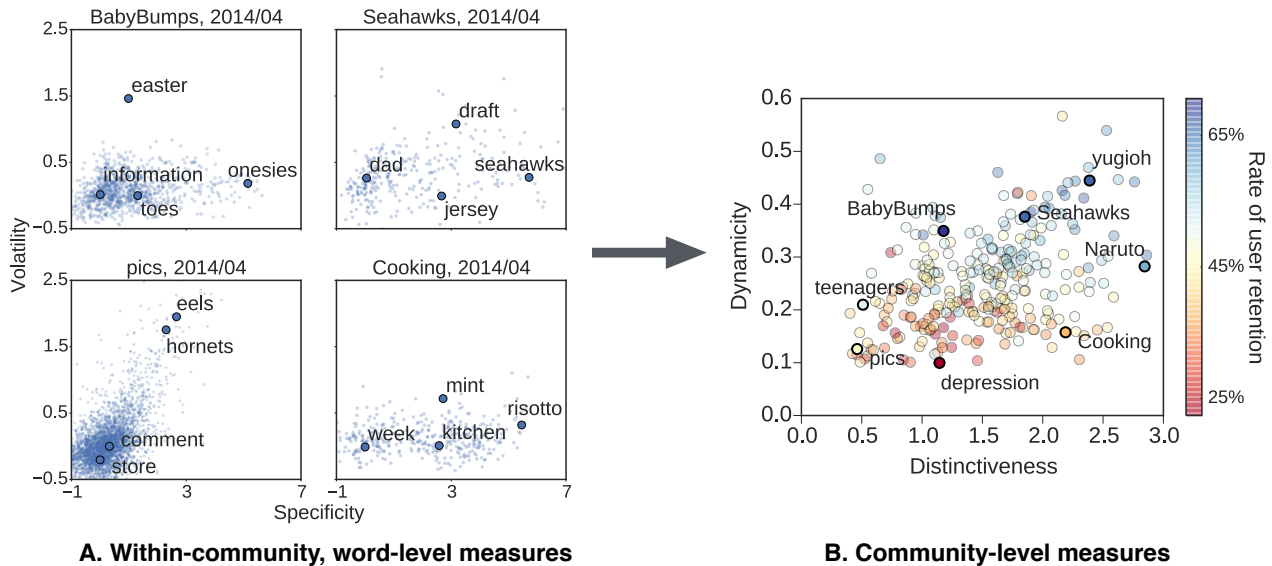 BabyBumps, 2014/04
Seahawks, 2014/04
2.5
1.5
0.5
−0.5
easter
information
onesies
toes
draft
dad
seahawks
jersey
Volatility
pics, 2014/04
Cooking, 2014/04
2.5
1.5
0.5
−0.5
eels
hornets
comment
store
mint
risotto
week
kitchen
−1
3
7
−1
3
7
Specificity
A. Within-community, word-level measures
0.6
0.5
0.4
0.3
0.2
0.1
0.0
Dynamicity
yugioh
BabyBumps
Seahawks
Naruto
teenagers
Cooking
pics
depression
0.0
0.5
1.0
1.5
2.0
2.5
3.0
Distinctiveness
65%
45%
25%
Rate of user retention
B. Community-level measures